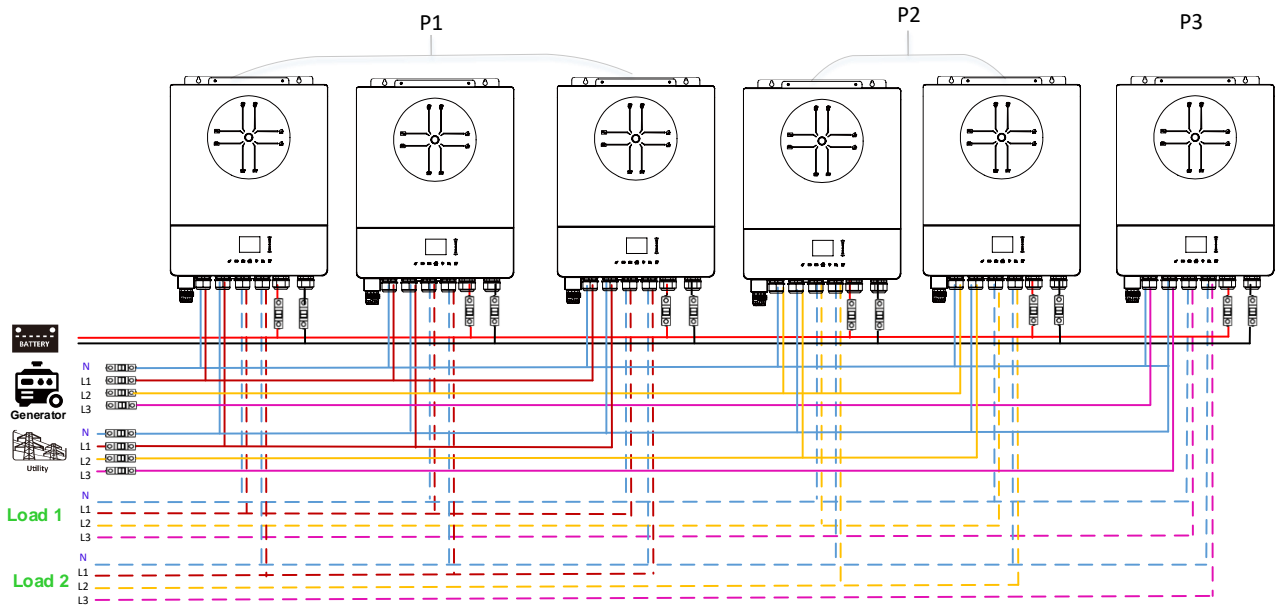 P1
P2
P3
BATTERY
N
L1
L2
L3
Generator
N
L1
L2
L3
Utility
N
L1
L2
L3
Load 1
N
L1
L2
L3
Load 2